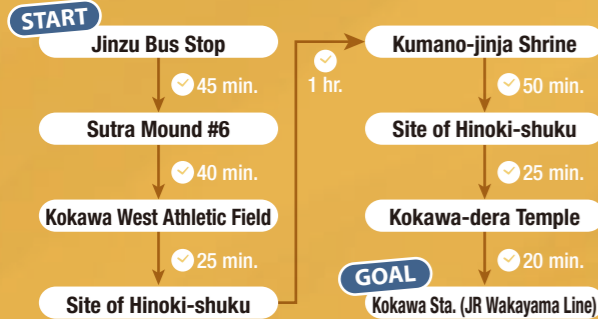 START
Jinzu Bus Stop
45 min.
Sutra Mound #6
40 min.
Kokawa West Athletic Field
25 min.
Site of Hinoki-shuku
1 hr.
Kumano-jinja Shrine
50 min.
Site of Hinoki-shuku
25 min.
Kokawa-dera Temple
20 min.
GOAL
Kokawa Sta. (JR Wakayama Line)